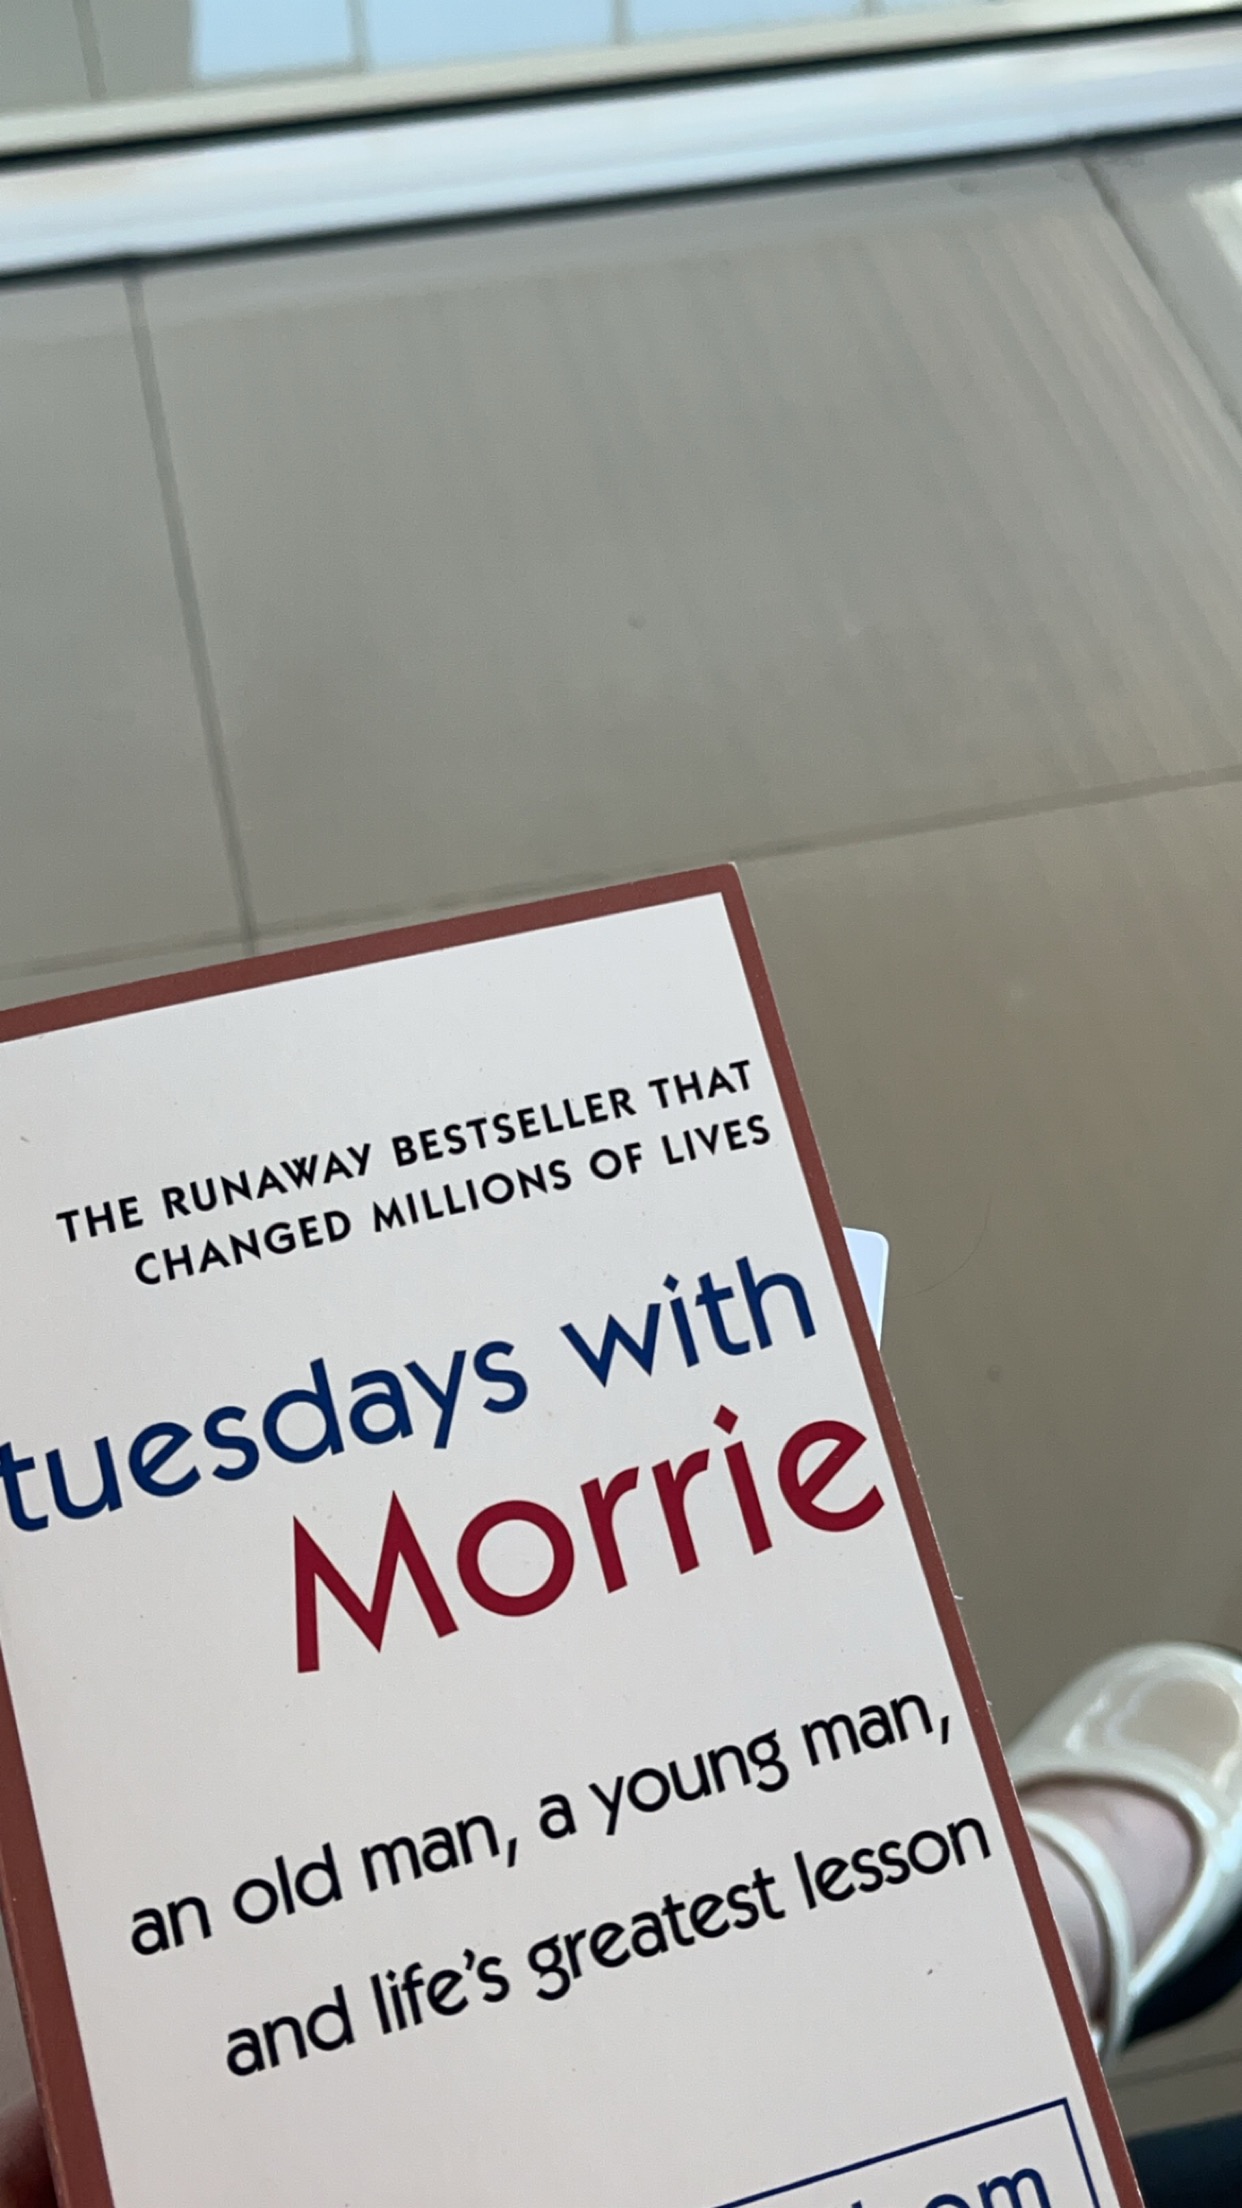 THE RUNAWAY BESTSELLER THAT
CHANGED MILLIONS OF LIVES
tuesdays with
Morrie
an old man, a young man,
and life's greatest lesson